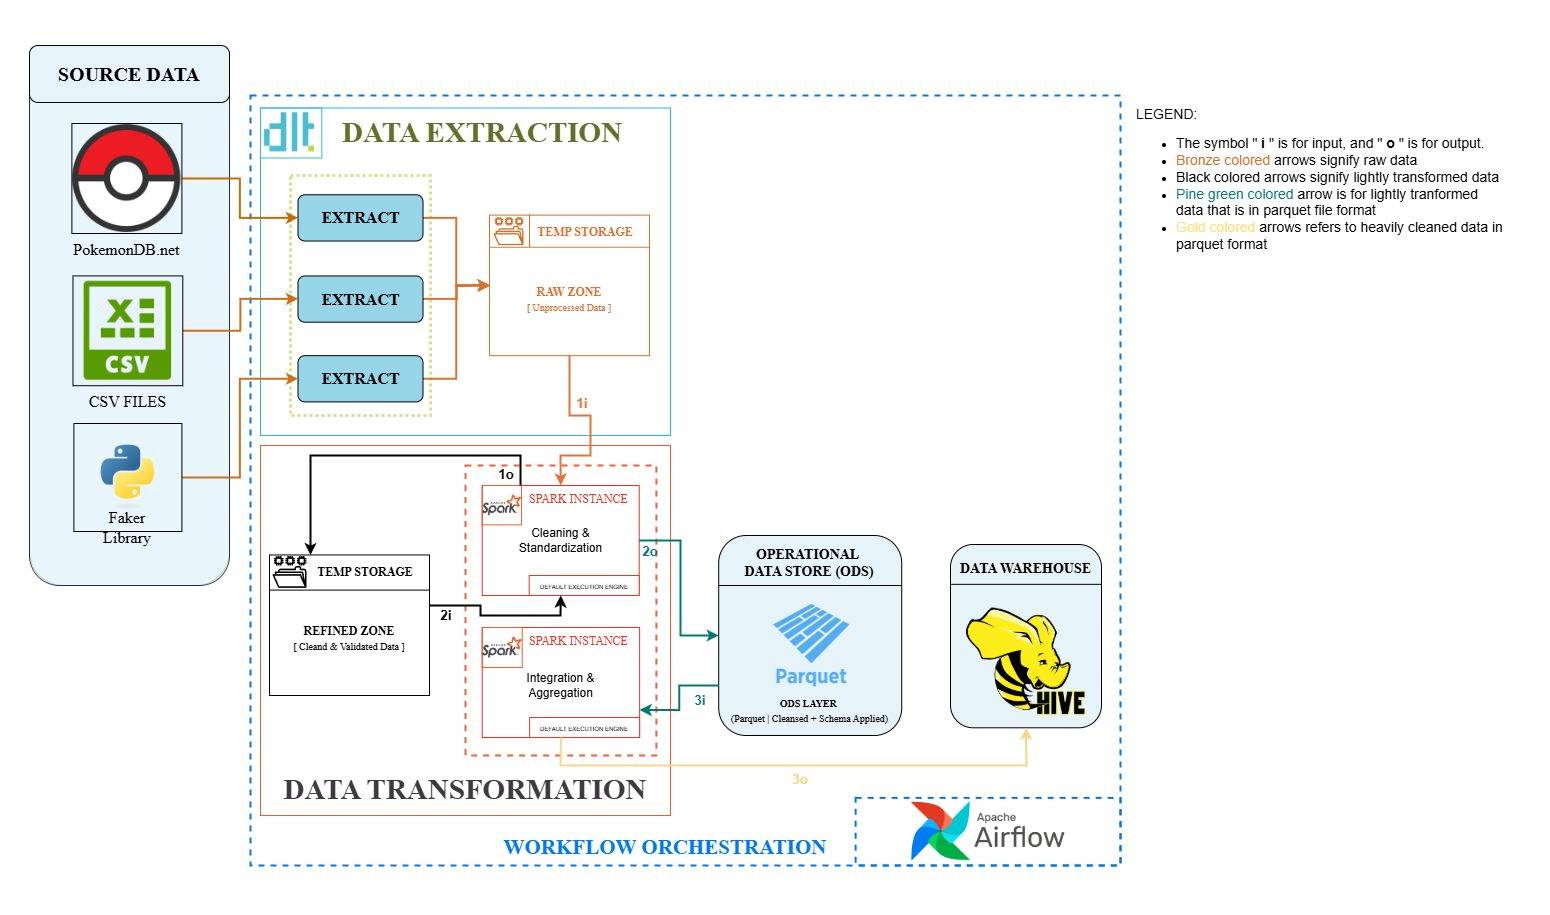 SOURCE DATA
PokemonDB.net
CSV
CSV FILES
Faker
Library
dlt
DATA EXTRACTION
EXTRACT
EXTRACT
EXTRACT
TEMP STORAGE
RAW ZONE
[ Unprocessed Data ]
1i
1o
APACHE
Spark
SPARK INSTANCE
Cleaning &
Standardization
DEFAULT EXECUTION ENGINE
2o
TEMP STORAGE
REFINED ZONE
[ Cleand & Validated Data ]
2i
APACHE
Spark
SPARK INSTANCE
Integration &
Aggregation
DEFAULT EXECUTION ENGINE
3i
3o
DATA TRANSFORMATION
OPERATIONAL
DATA STORE (ODS)
Parquet
ODS LAYER
(Parquet | Cleansed + Schema Applied)
DATA WAREHOUSE
HIVE
WORKFLOW ORCHESTRATION
Apache
Airflow
LEGEND:
The symbol " i " is for input, and " o " is for output.
Bronze colored arrows signify raw data
Black colored arrows signify lightly transformed data
Pine green colored arrow is for lightly tranformed
data that is in parquet file format
Gold colored arrows refers to heavily cleaned data in
parquet format